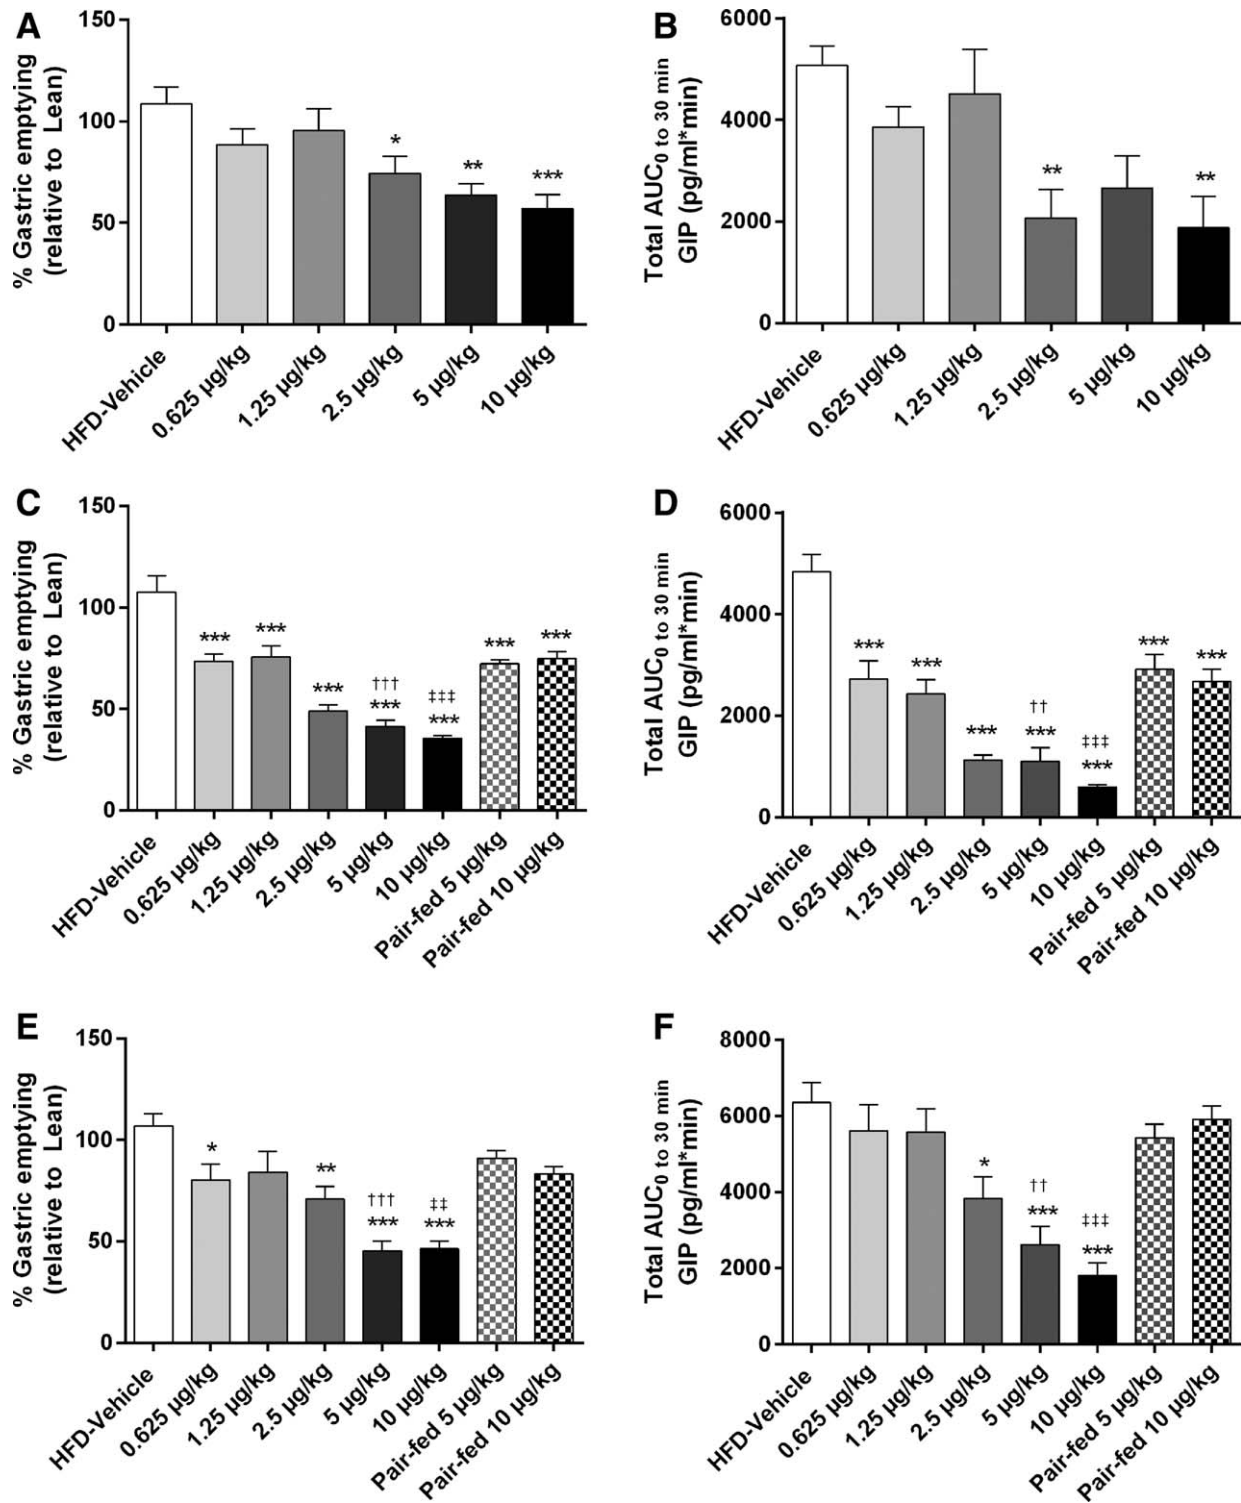 A
% Gastric emptying
(relative to Lean)
150
100
50
0
*
**
***
HFD-Vehicle
0.625 µg/kg
1.25 µg/kg
2.5 µg/kg
5 µg/kg
10 µg/kg
B
Total AUC0 to 30 min
GIP (pg/ml*min)
6000
4000
2000
0
**
**
HFD-Vehicle
0.625 µg/kg
1.25 µg/kg
2.5 µg/kg
5 µg/kg
10 µg/kg
C
% Gastric emptying
(relative to Lean)
150
100
50
0
***
***
***
†††
***
‡‡‡
***
***
***
HFD-Vehicle
0.625 µg/kg
1.25 µg/kg
2.5 µg/kg
5 µg/kg
10 µg/kg
Pair-fed 5 µg/kg
Pair-fed 10 µg/kg
D
Total AUC0 to 30 min
GIP (pg/ml*min)
6000
4000
2000
0
***
***
***
††
***
‡‡‡
***
***
***
HFD-Vehicle
0.625 µg/kg
1.25 µg/kg
2.5 µg/kg
5 µg/kg
10 µg/kg
Pair-fed 5 µg/kg
Pair-fed 10 µg/kg
E
% Gastric emptying
(relative to Lean)
150
100
50
0
*
**
†††
***
‡‡
***
HFD-Vehicle
0.625 µg/kg
1.25 µg/kg
2.5 µg/kg
5 µg/kg
10 µg/kg
Pair-fed 5 µg/kg
Pair-fed 10 µg/kg
F
Total AUC0 to 30 min
GIP (pg/ml*min)
8000
6000
4000
2000
0
*
††
***
‡‡‡
***
HFD-Vehicle
0.625 µg/kg
1.25 µg/kg
2.5 µg/kg
5 µg/kg
10 µg/kg
Pair-fed 5 µg/kg
Pair-fed 10 µg/kg